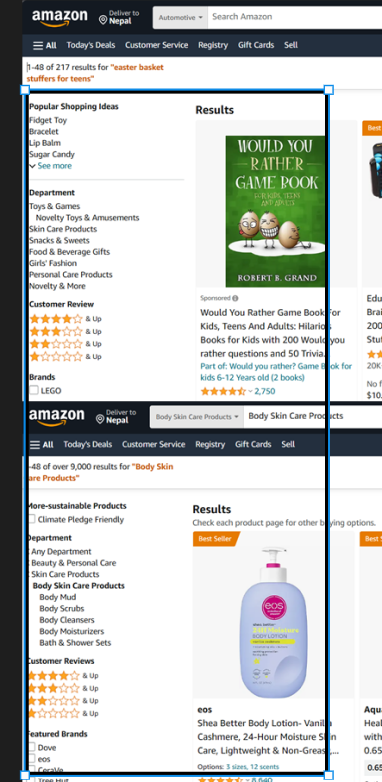 amazon
Deliver to
Nepal
Automotive
Search Amazon
All Today's Deals Customer Service Registry Gift Cards Sell
1-48 of 217 results for "easter basket
stuffers for teens"
Popular Shopping Ideas
Fidget Toy
Bracelet
Lip Balm
Sugar Candy
See more
Department
Toys & Games
Novelty Toys & Amusements
Skin Care Products
Snacks & Sweets
Food & Beverage Gifts
Girls' Fashion
Personal Care Products
Novelty & More
Customer Review
& Up
& Up
& Up
& Up
Brands
LEGO
Results
WOULD YOU
RATHER
GAME BOOK
FOR KIDS, TEENS
AND ADULTS
ROBERT B. GRAND
Sponsored
Would You Rather Game Book For
Kids, Teens And Adults: Hilarious
Books for Kids with 200 Would you
rather questions and 50 Trivia...
Part of: Would you rather? Game Book for
kids 6-12 Years old (2 books)
2,750
Best
Edu
Brai
200
Stu
20K
No f
$10.
amazon
Deliver to
Nepal
Body Skin Care Products
Body Skin Care Products
All Today's Deals Customer Service Registry Gift Cards Sell
-48 of over 9,000 results for "Body Skin
are Products"
More-sustainable Products
Climate Pledge Friendly
Department
Any Department
Beauty & Personal Care
Skin Care Products
Body Skin Care Products
Body Mud
Body Scrubs
Body Cleansers
Body Moisturizers
Bath & Shower Sets
Customer Reviews
& Up
& Up
& Up
& Up
Featured Brands
Dove
eos
CeraVe
Tree Hut
Results
Check each product page for other buying options.
Best Seller
eos
shea better
BODY LOTION
eos
Shea Better Body Lotion- Vanilla
Cashmere, 24-Hour Moisture Skin
Care, Lightweight & Non-Greasy,...
Options: 3 sizes, 12 scents
8,640
Best S
Aqua
Heal
with
0.65
0.65